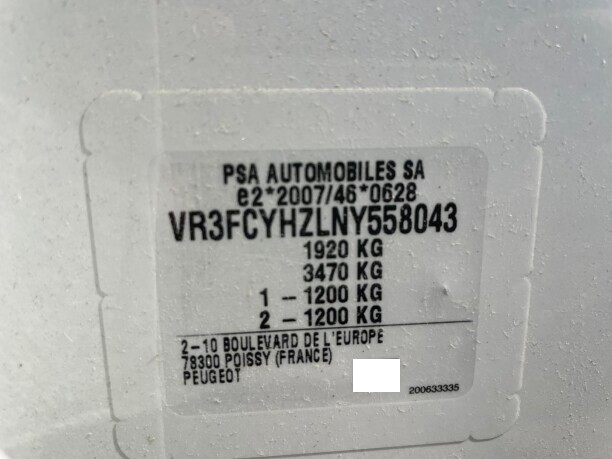 PSA AUTOMOBILES SA
e2*2007/46*0628
VR3FCYHZLNY558043
1920 KG
3470 KG
1 - 1200 KG
2 - 1200 KG
2-10 BOULEVARD DE L'EUROPE
78300 POISSY (FRANCE)
PEUGEOT
200633335